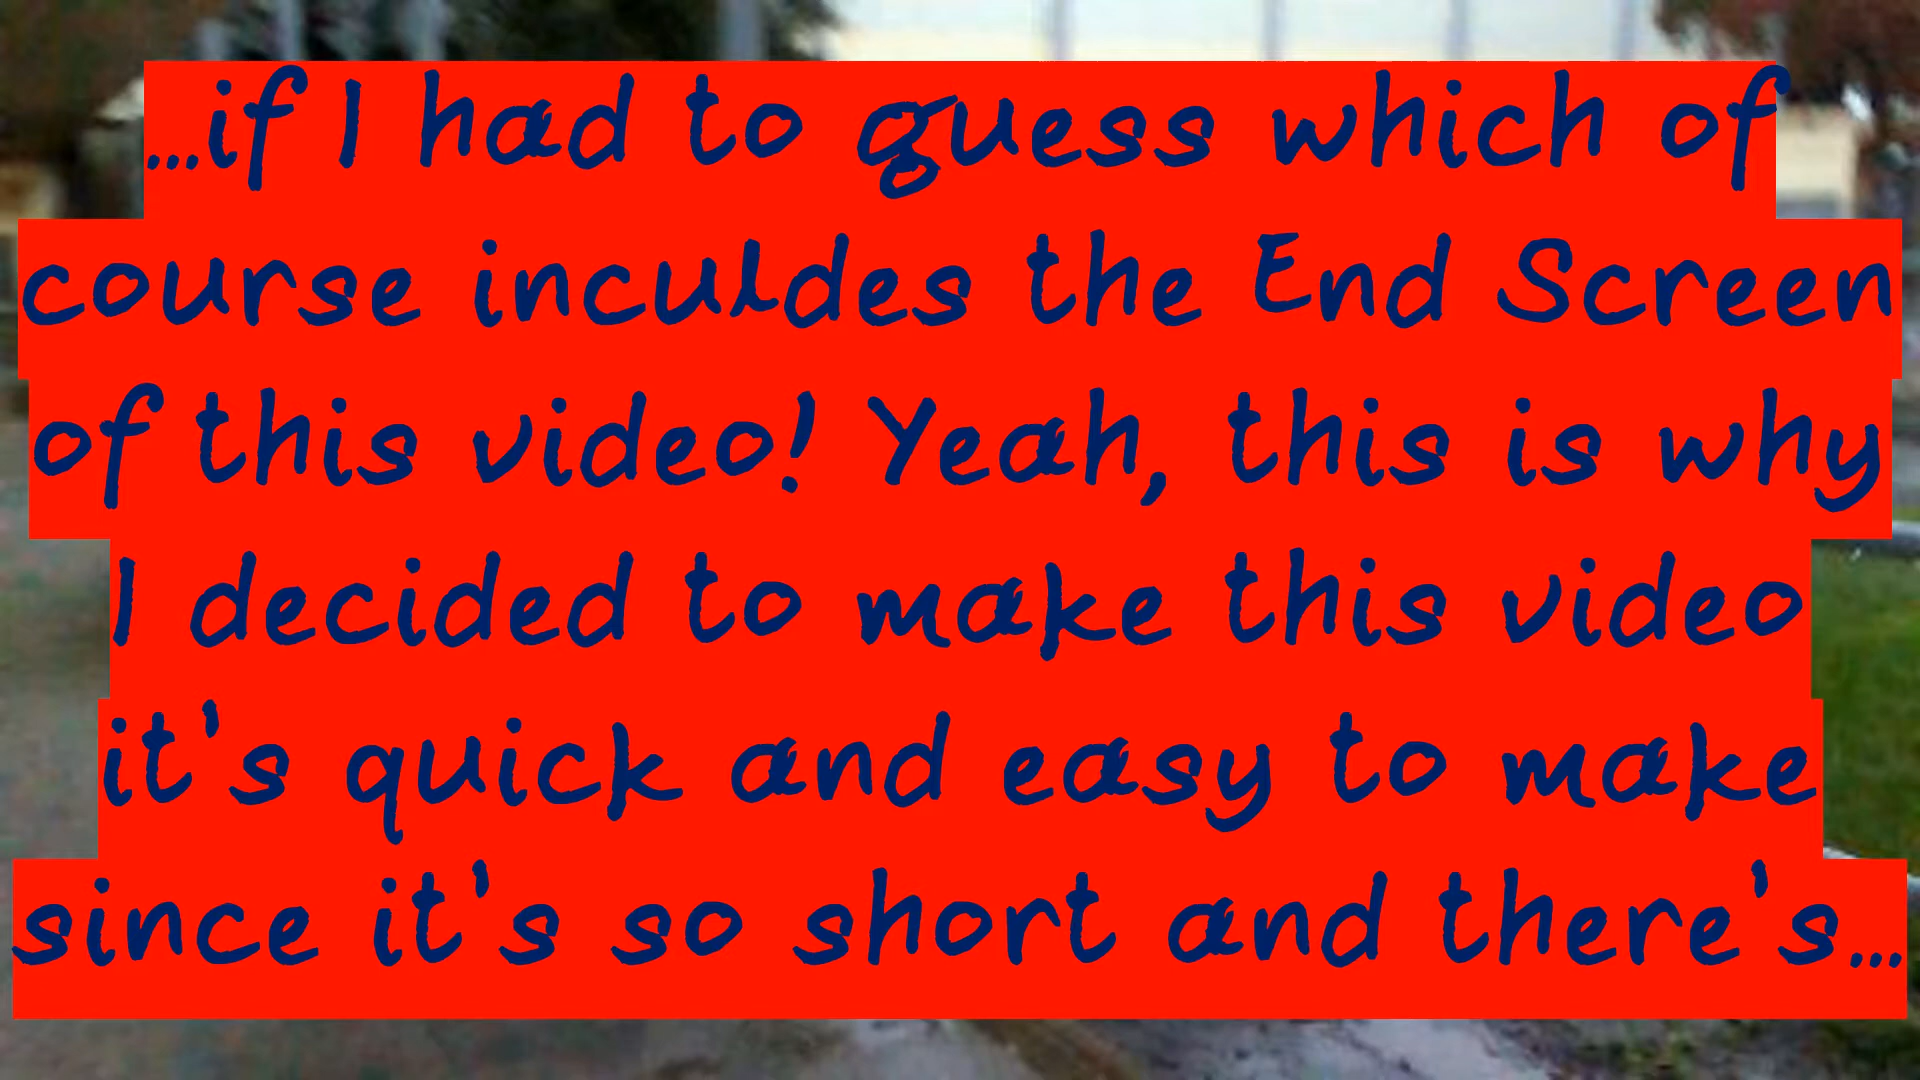 ...if I had to guess which of
course inculdes the End Screen
of this video! Yeah, this is why
I decided to make this video
it's quick and easy to make
since it's so short and there's...